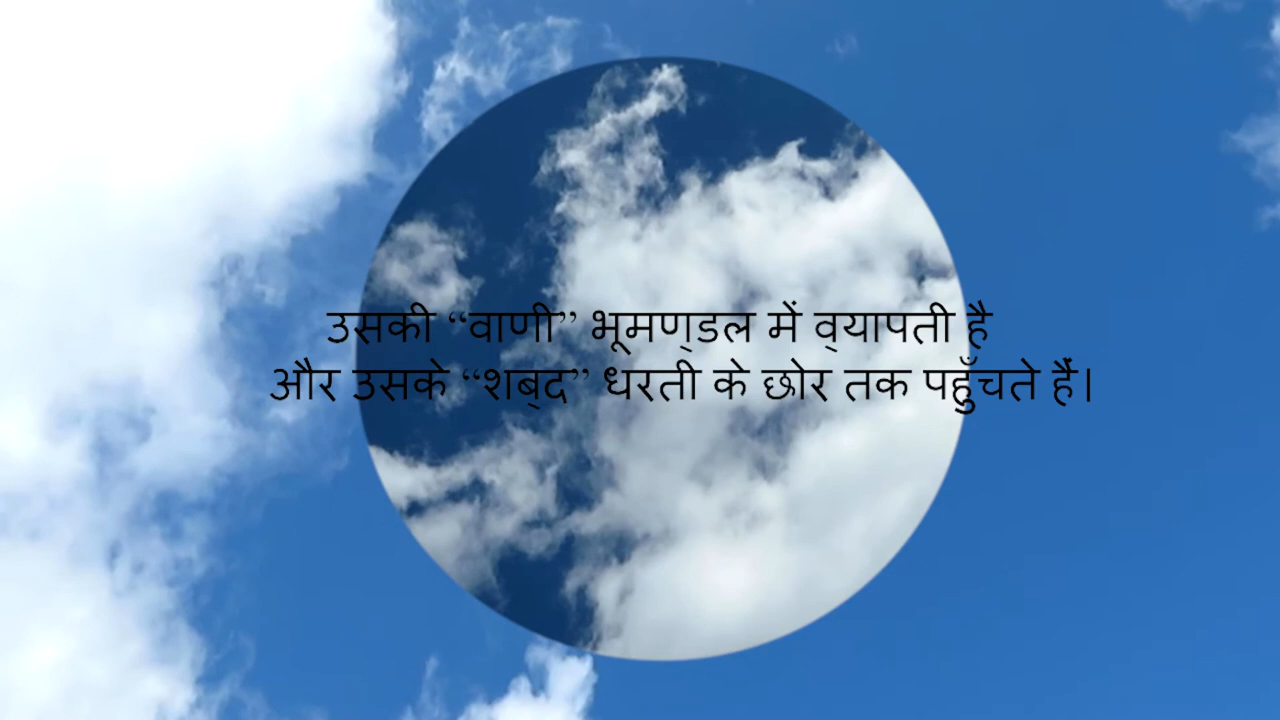 उसकी “वाणी” भूमण्डल में व्यापती है
और उसके “शब्द” धरती के छोर तक पहुँचते हैं।